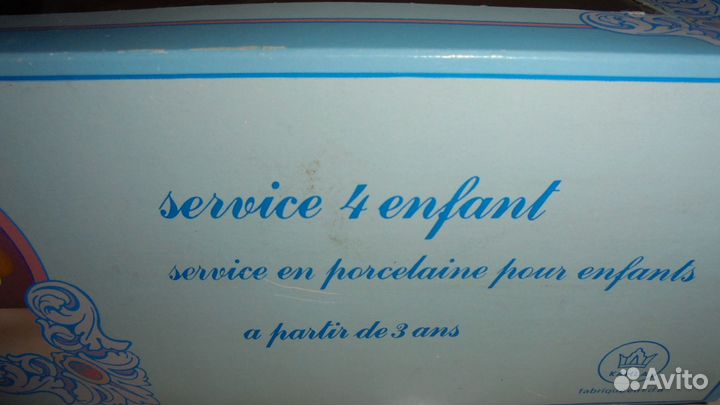 service 4 enfant
service en porcelaine pour enfants
a partir de 3 ans
Avito